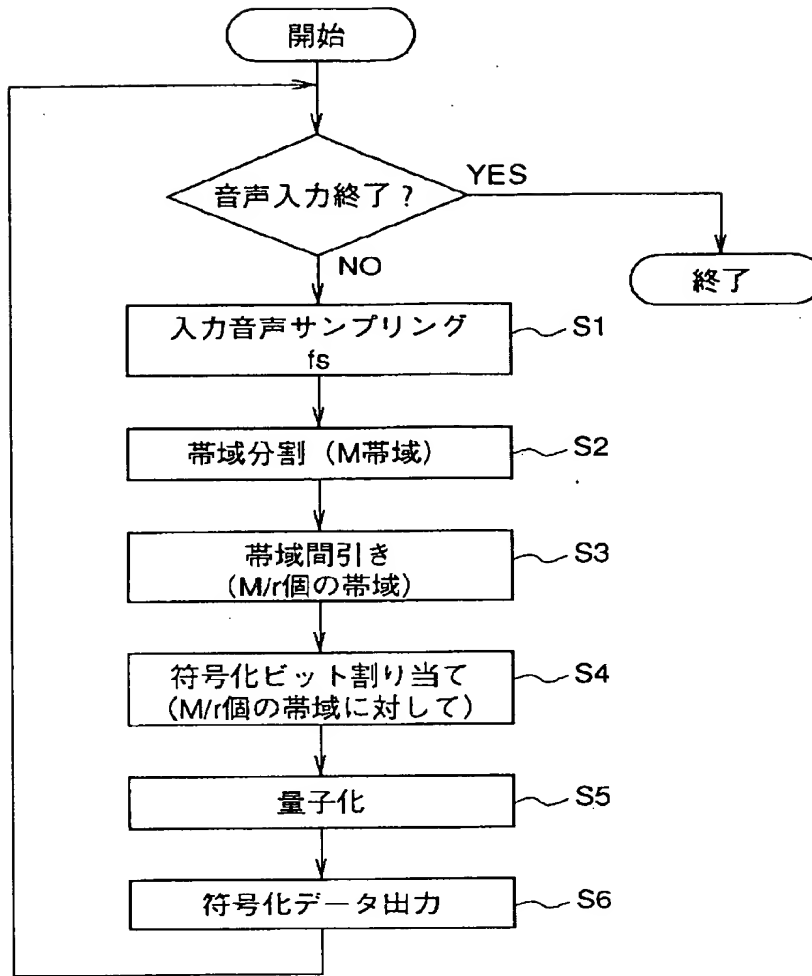 開始
音声入力終了？
YES
終了
NO
入力音声サンプリング
fs
S1
帯域分割（M帯域）
S2
帯域間引き
（M/r個の帯域）
S3
符号化ビット割り当て
（M/r個の帯域に対して）
S4
量子化
S5
符号化データ出力
S6